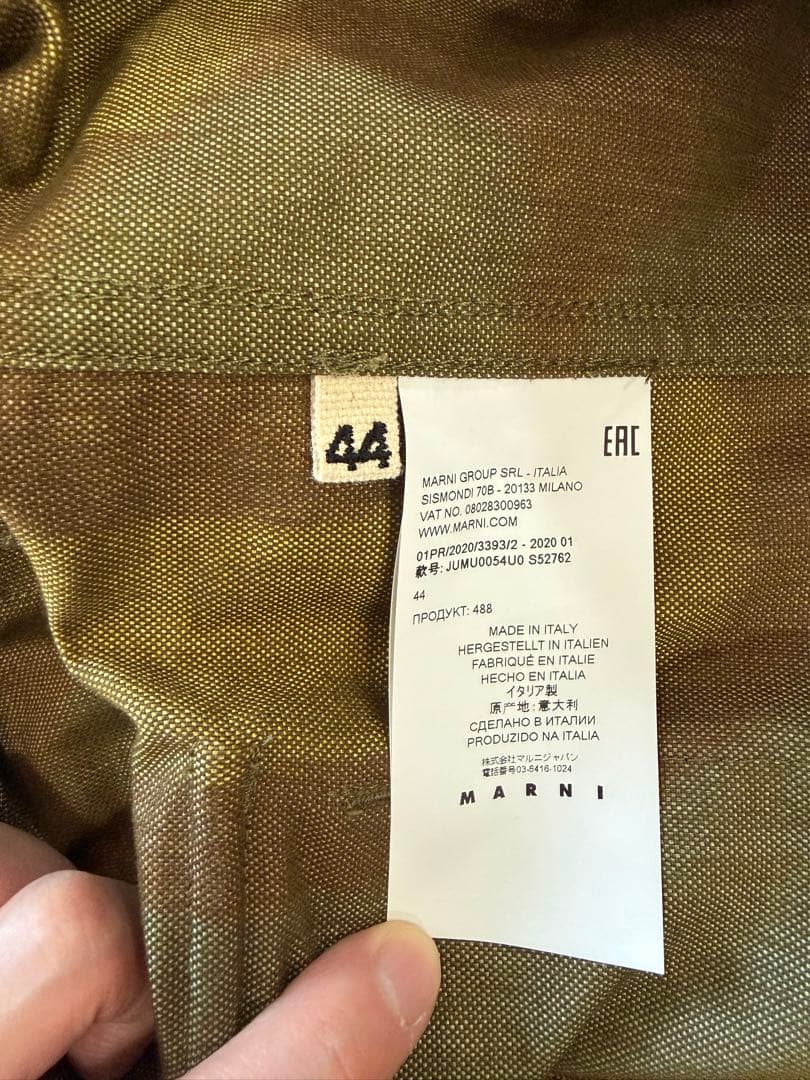 44
EAC
MARNI GROUP SRL - ITALIA
SISMONDI 70B - 20133 MILANO
VAT NO. 08028300963
WWW.MARNI.COM
01PR/2020/3393/2 - 2020 01
款号: JUMU0054U0 S52762
44
ПРОДУКТ: 488
MADE IN ITALY
HERGESTELLT IN ITALIEN
FABRIQUÉ EN ITALIE
HECHO EN ITALIA
イタリア製
原产地: 意大利
СДЕЛАНО В ИТАЛИИ
PRODUZIDO NA ITALIA
株式会社マルニジャパン
電話番号03-5416-1024
MARNI